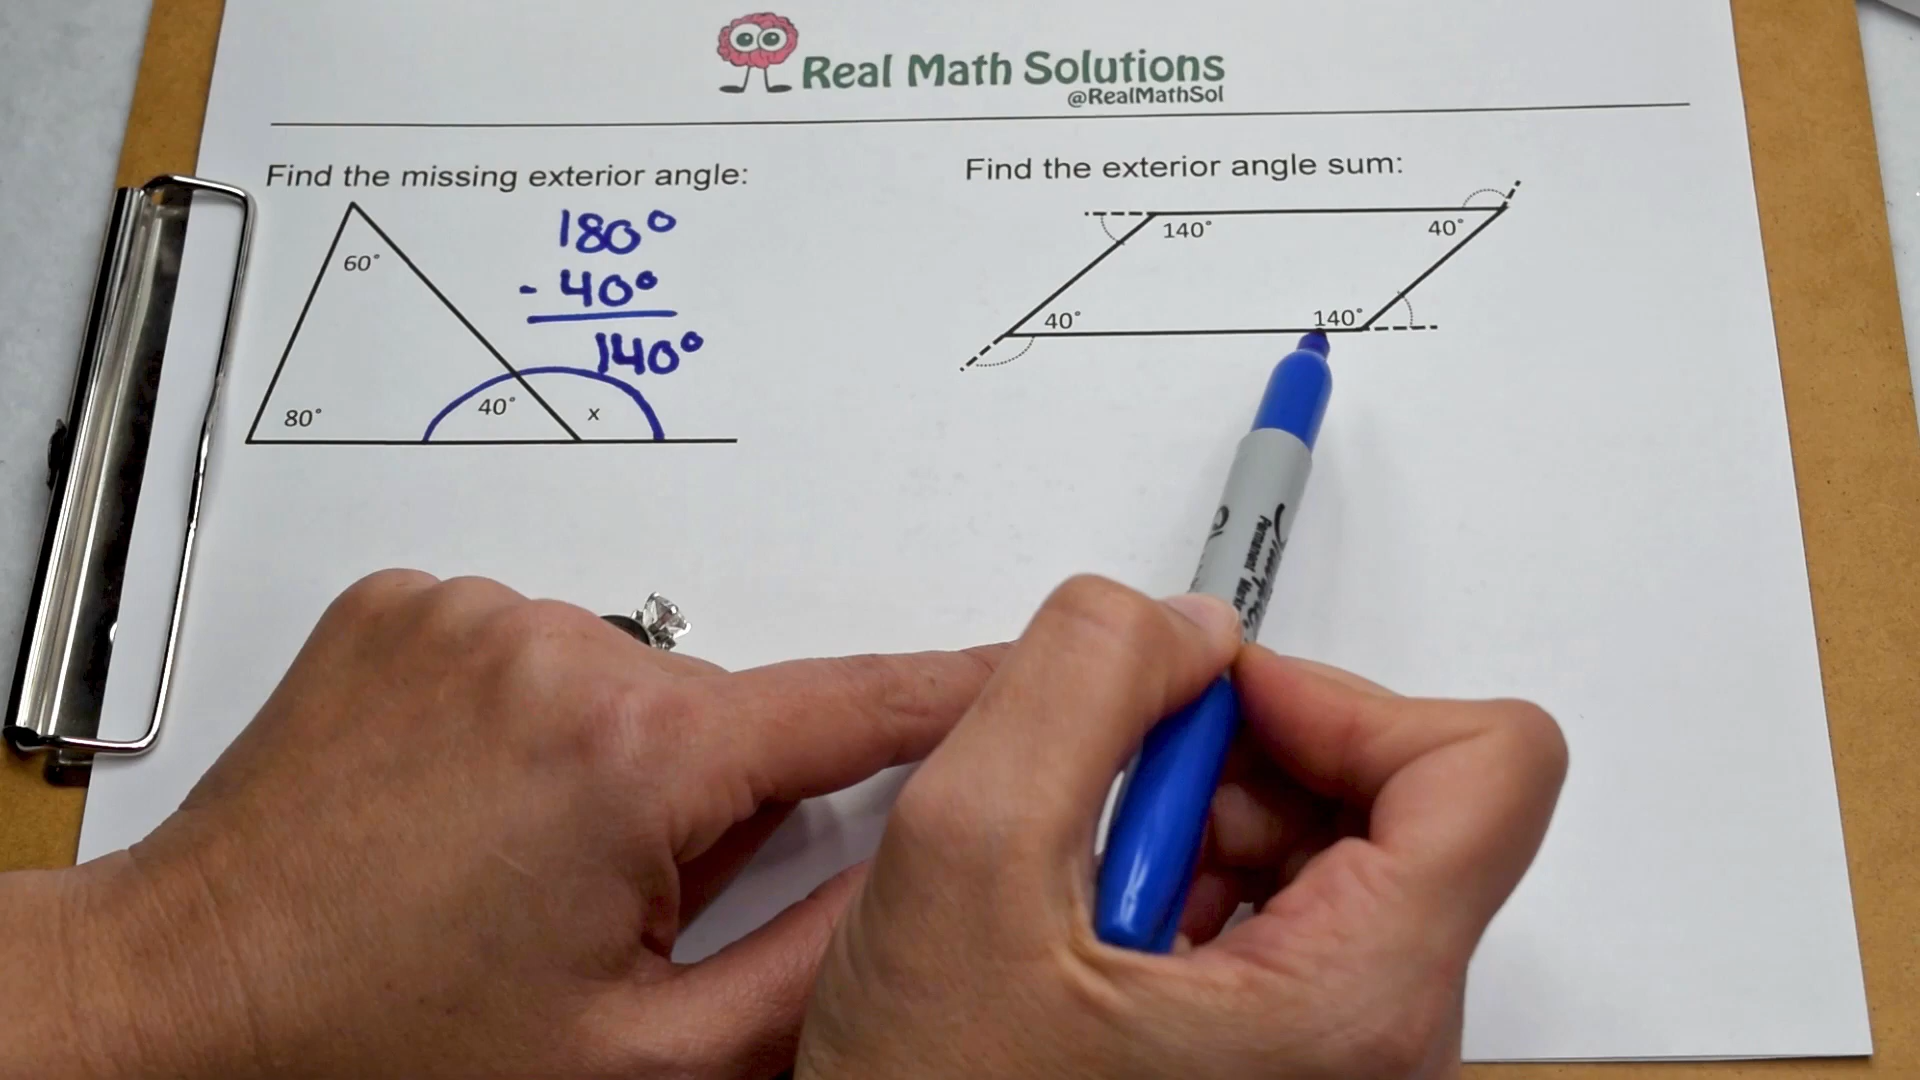 Real Math Solutions
@RealMathSol
Find the missing exterior angle:
60°
80°
40°
x
180°
- 40°
140°
Find the exterior angle sum:
140°
40°
40°
140°
Permanent